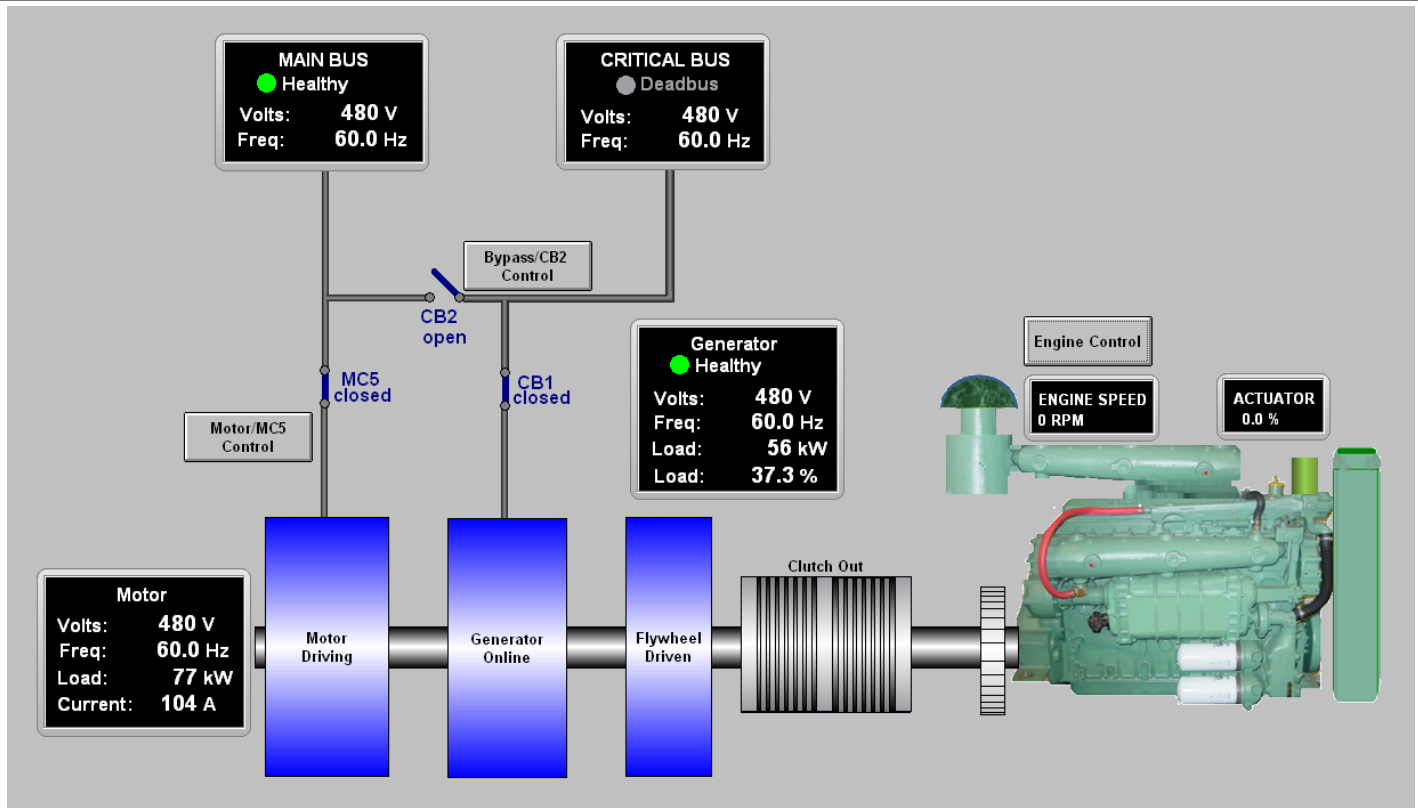 MAIN BUS
Healthy
Volts: 480 V
Freq: 60.0 Hz
CRITICAL BUS
Deadbus
Volts: 480 V
Freq: 60.0 Hz
Bypass/CB2
Control
CB2
open
MC5
closed
CB1
closed
Motor/MC5
Control
Generator
Healthy
Volts: 480 V
Freq: 60.0 Hz
Load: 56 kW
Load: 37.3 %
Engine Control
ENGINE SPEED
0 RPM
ACTUATOR
0.0 %
Motor
Volts: 480 V
Freq: 60.0 Hz
Load: 77 kW
Current: 104 A
Motor
Driving
Generator
Online
Flywheel
Driven
Clutch Out